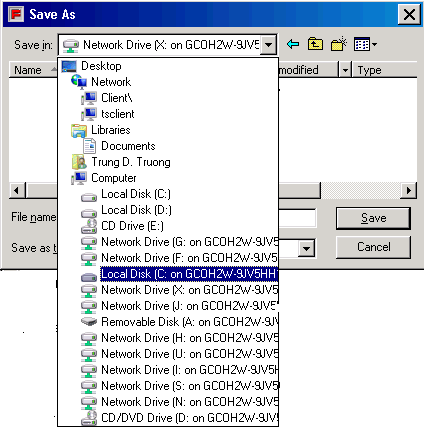 Save As
Save in: Network Drive (X: on GCOH2W-9JV5
Name modified Type
Desktop
Network
Client\
tsclient
Libraries
Documents
Trung D. Truong
Computer
Local Disk (C:)
Local Disk (D:)
CD Drive (E:)
Network Drive (G: on GCOH2W-9JV5
Network Drive (F: on GCOH2W-9JV5
Local Disk (C: on GCOH2W-9JV5HH
Network Drive (X: on GCOH2W-9JV5
Network Drive (J: on GCOH2W-9JV5
Removable Disk (A: on GCOH2W-9JV
Network Drive (H: on GCOH2W-9JV5
Network Drive (U: on GCOH2W-9JV5
Network Drive (I: on GCOH2W-9JV5
Network Drive (S: on GCOH2W-9JV5
Network Drive (N: on GCOH2W-9JV5
CD/DVD Drive (D: on GCOH2W-9JV5
File name
Save
Save as
Cancel